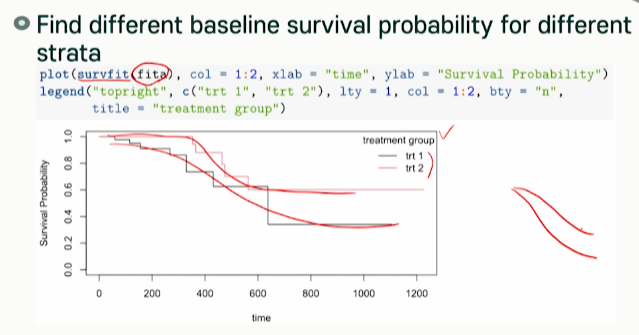 Find different baseline survival probability for different
strata
plot(survfit(fita), col = 1:2, xlab = "time", ylab = "Survival Probability")
legend("topright", c("trt 1", "trt 2"), lty = 1, col = 1:2, bty = "n",
title = "treatment group")
treatment group
trt 1
trt 2
Survival Probability
1.0
0.8
0.6
0.4
0.2
0.0
0 200 400 600 800 1000 1200
time